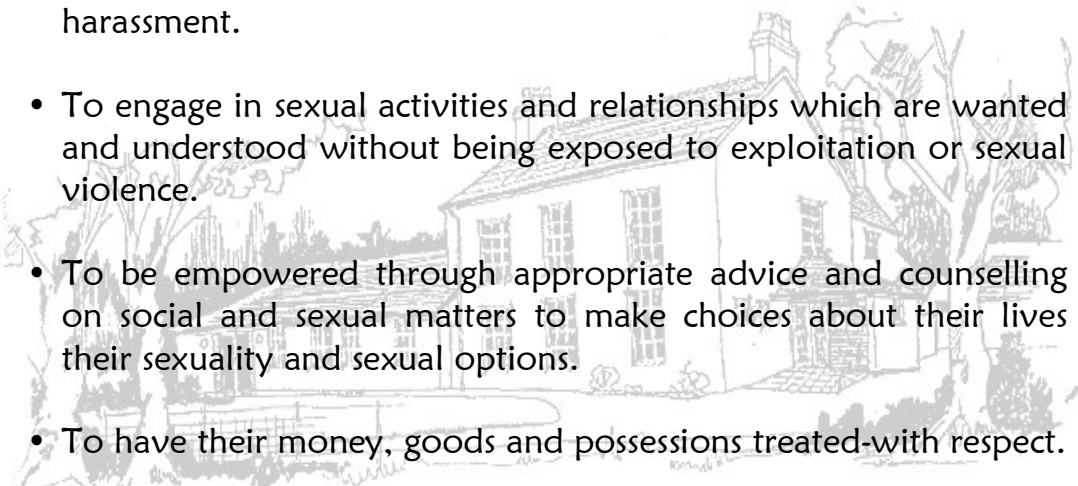 harassment.
• To engage in sexual activities and relationships which are wanted
and understood without being exposed to exploitation or sexual
violence.
• To be empowered through appropriate advice and counselling
on social and sexual matters to make choices about their lives
their sexuality and sexual options.
• To have their money, goods and possessions treated-with respect.